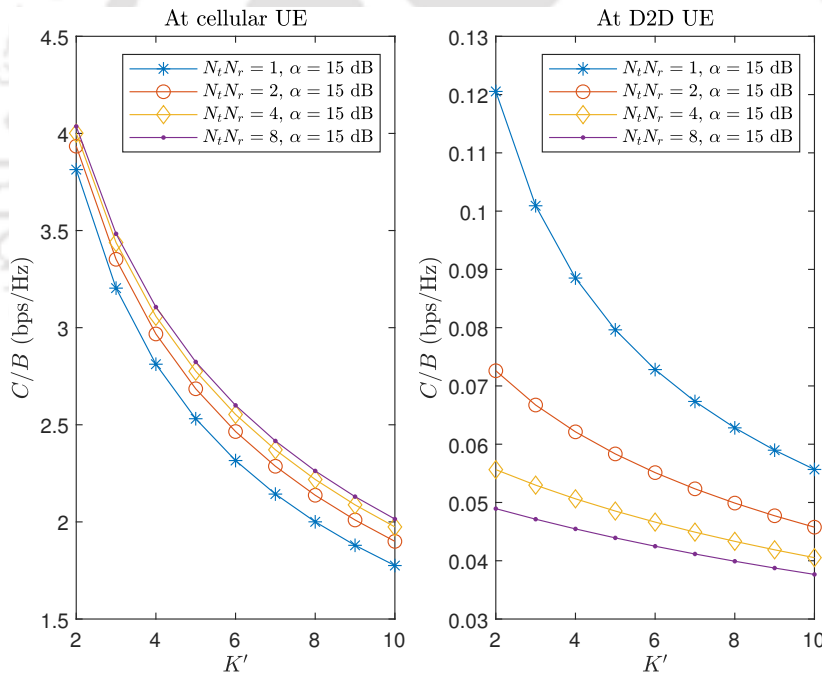 At cellular UE
4.5
4
3.5
3
2.5
2
1.5
C/B (bps/Hz)
2 4 6 8 10
K′
N_tN_r = 1, α = 15 dB
N_tN_r = 2, α = 15 dB
N_tN_r = 4, α = 15 dB
N_tN_r = 8, α = 15 dB
At D2D UE
0.13
0.12
0.11
0.1
0.09
0.08
0.07
0.06
0.05
0.04
0.03
C/B (bps/Hz)
2 4 6 8 10
K′
N_tN_r = 1, α = 15 dB
N_tN_r = 2, α = 15 dB
N_tN_r = 4, α = 15 dB
N_tN_r = 8, α = 15 dB